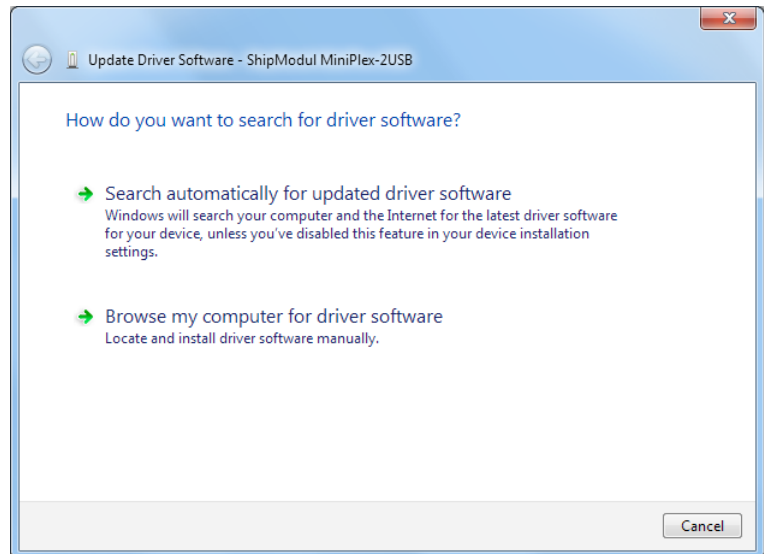 Update Driver Software - ShipModul MiniPlex-2USB
How do you want to search for driver software?
Search automatically for updated driver software
Windows will search your computer and the Internet for the latest driver software
for your device, unless you've disabled this feature in your device installation
settings.
Browse my computer for driver software
Locate and install driver software manually.
Cancel